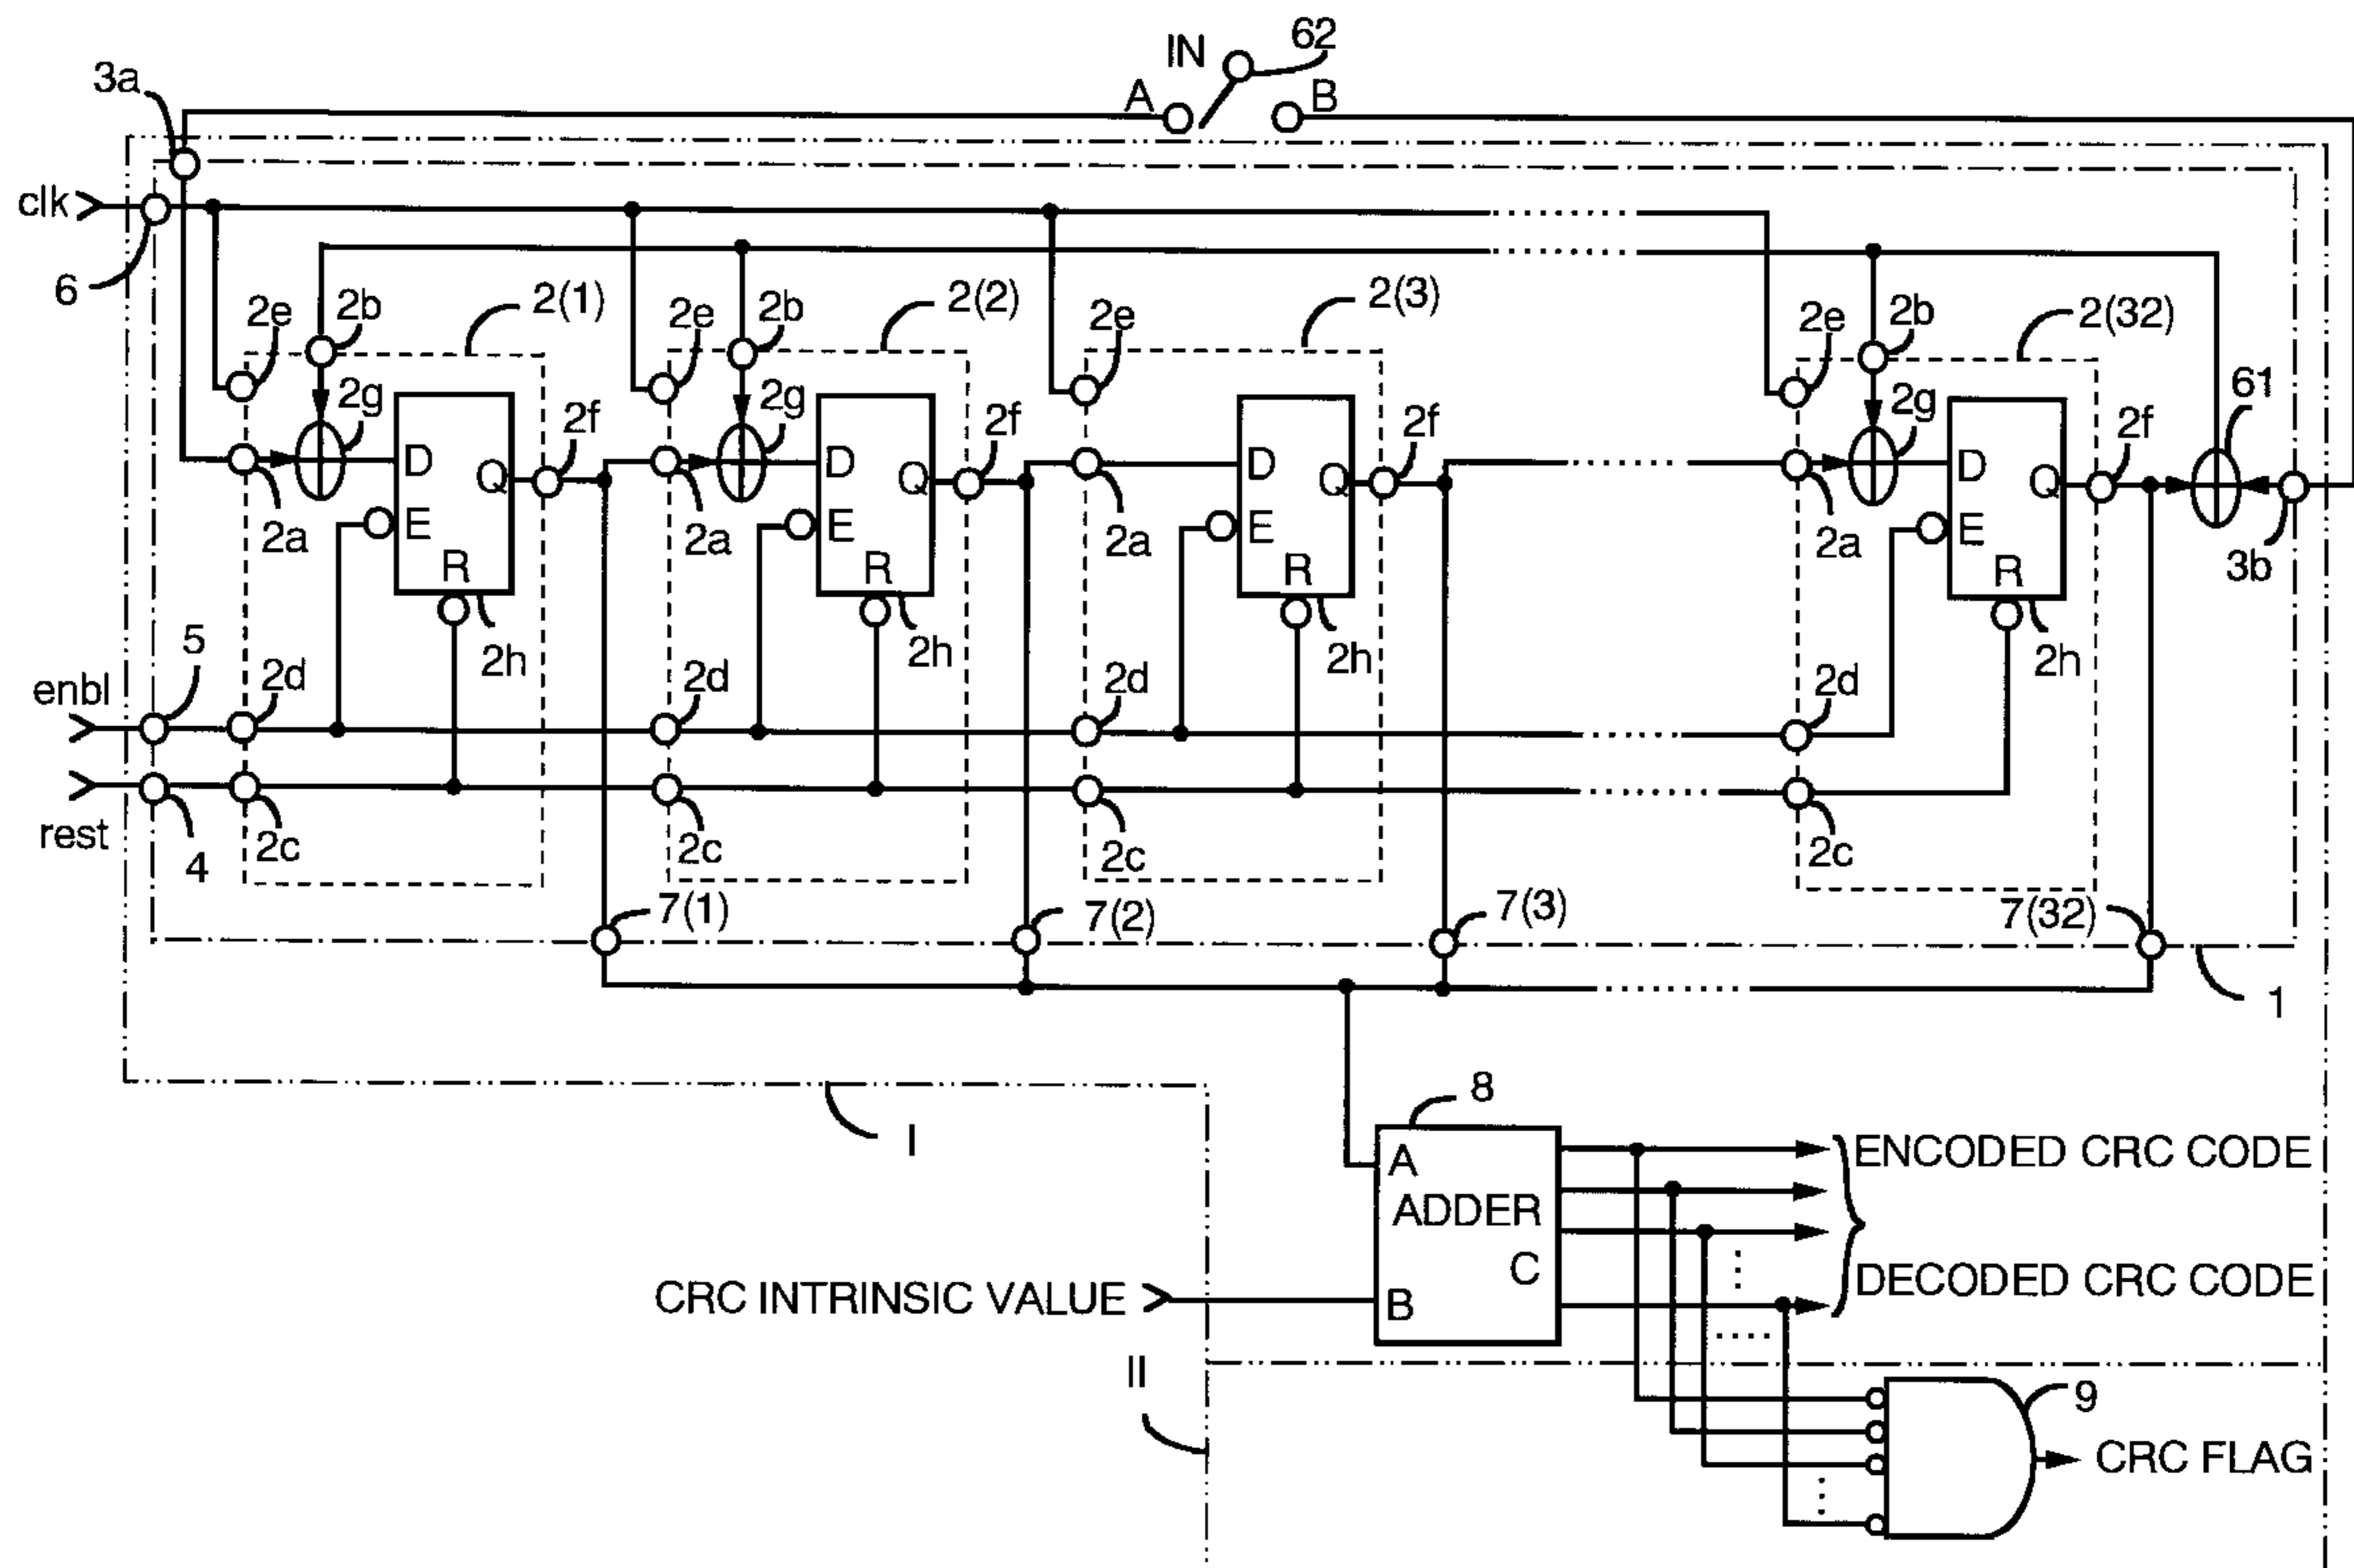 IN
62
3a
A
B
clk
6
2e
2b
2(1)
2e
2b
2(2)
2e
2(3)
2e
2b
2(32)
61
2g
2f
2g
2f
2f
2g
2f
D
Q
E
R
D
Q
E
R
D
Q
E
R
D
Q
E
R
2a
2a
2a
2a
3b
2h
2h
2h
2h
5
enbl
2d
2d
2d
2d
rest
4
2c
2c
2c
2c
7(1)
7(2)
7(3)
7(32)
1
I
8
A
ADDER
C
B
ENCODED CRC CODE
DECODED CRC CODE
CRC INTRINSIC VALUE
II
9
CRC FLAG